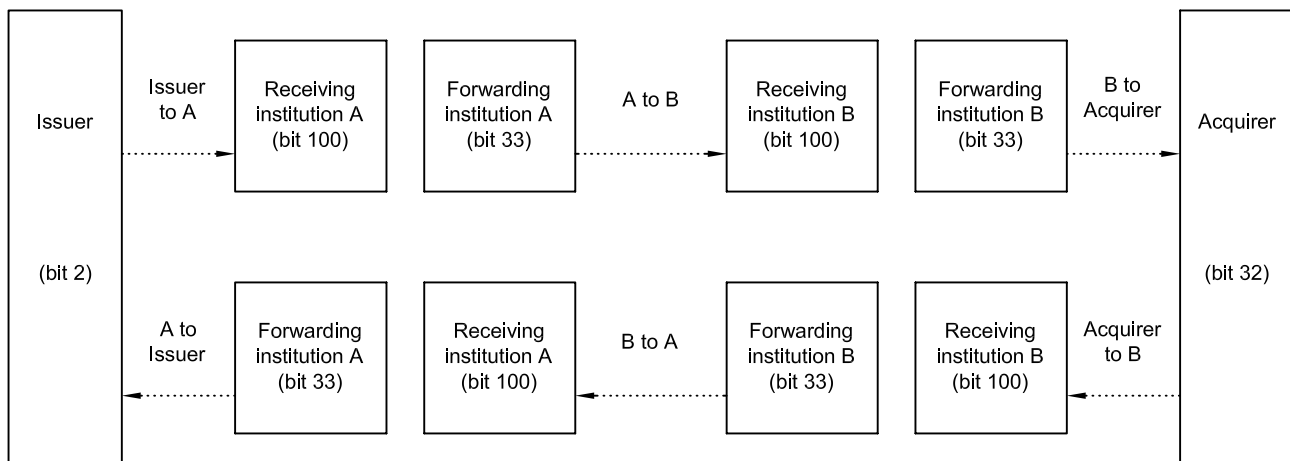 Issuer
(bit 2)
Issuer
to A
Receiving
institution A
(bit 100)
Forwarding
institution A
(bit 33)
A to B
Receiving
institution B
(bit 100)
Forwarding
institution B
(bit 33)
B to
Acquirer
Acquirer
(bit 32)
A to
Issuer
Forwarding
institution A
(bit 33)
Receiving
institution A
(bit 100)
B to A
Forwarding
institution B
(bit 33)
Receiving
institution B
(bit 100)
Acquirer
to B